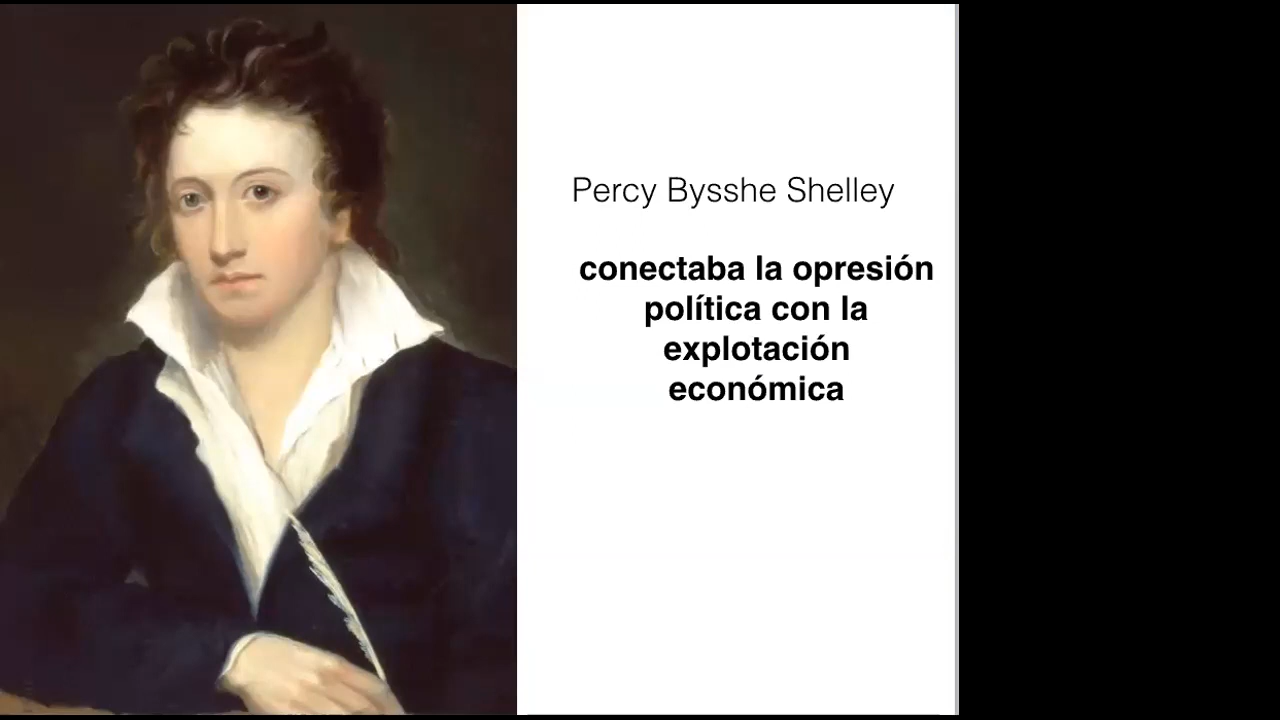 Percy Bysshe Shelley
conectaba la opresión
política con la
explotación
económica